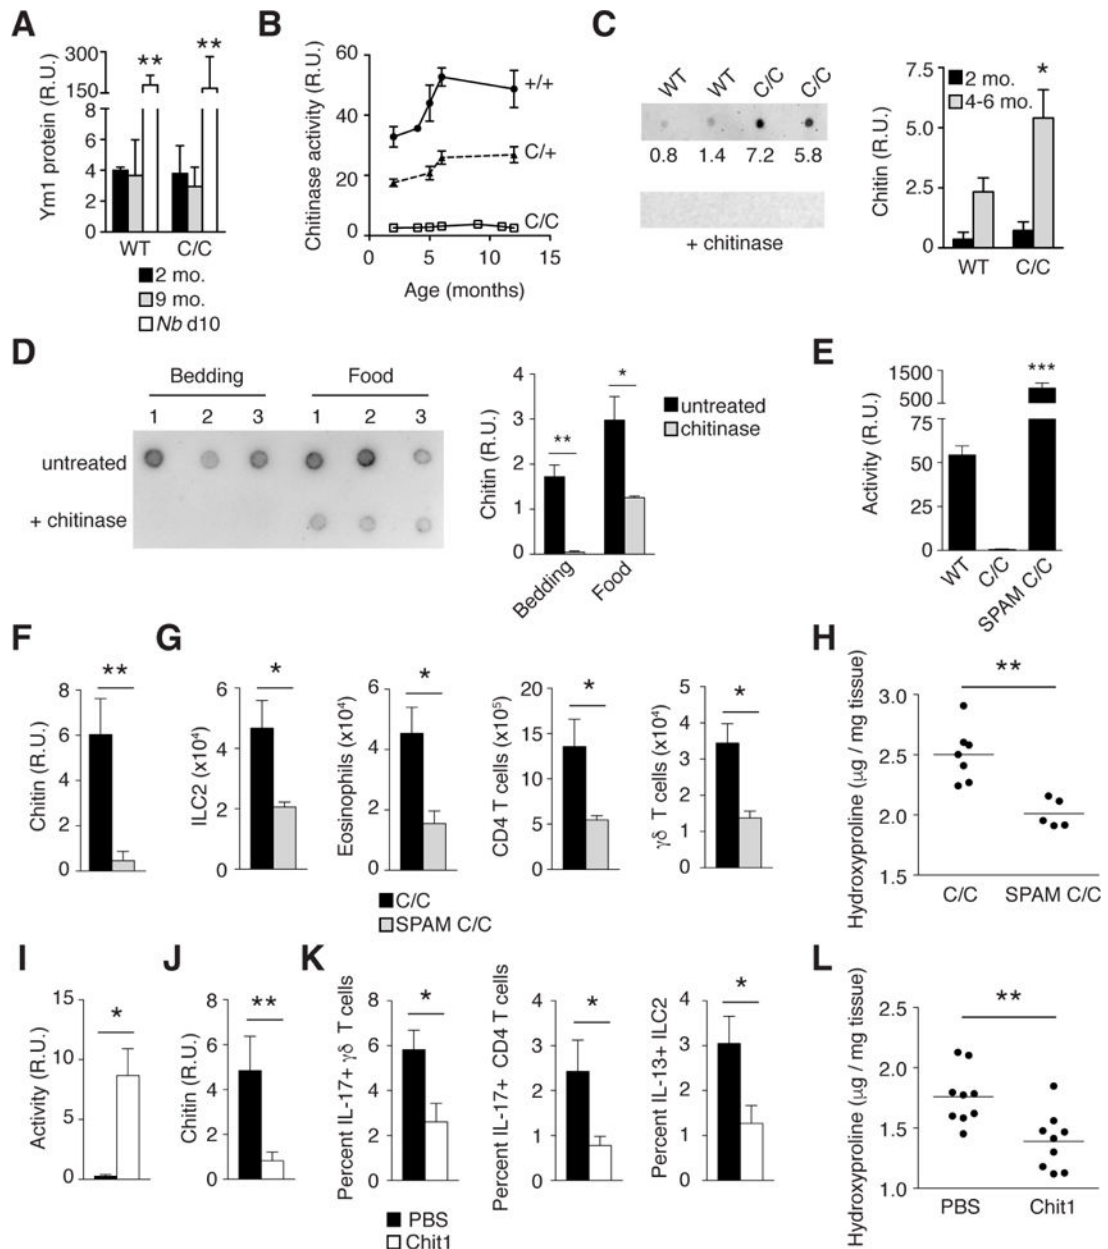 A
Ym1 protein (R.U.)
300
150
8
6
4
2
0
** **
WT C/C
2 mo.
9 mo.
Nb d10
B
Chitinase activity (R.U.)
60
40
20
0
+/+
C/+
C/C
0 5 10 15
Age (months)
C
WT WT C/C C/C
0.8 1.4 7.2 5.8
+ chitinase
Chitin (R.U.)
7.5
5.0
2.5
0
2 mo.
4-6 mo.
*
WT C/C
D
Bedding Food
1 2 3 1 2 3
untreated
+ chitinase
Chitin (R.U.)
4
3
2
1
0
** *
Bedding Food
untreated
chitinase
E
Activity (R.U.)
1500
500
75
50
25
0
***
WT C/C SPAM C/C
F
Chitin (R.U.)
8
6
4
2
0
**
G
ILC2 (x10⁴)
6
4
2
0
*
Eosinophils (x10⁴)
6
4
2
0
*
CD4 T cells (x10⁵)
20
15
10
5
0
*
γδ T cells (x10⁴)
5
4
3
2
1
0
*
C/C
SPAM C/C
H
Hydroxyproline (µg / mg tissue)
3.0
2.5
2.0
1.5
**
C/C SPAM C/C
I
Activity (R.U.)
15
10
5
0
*
J
Chitin (R.U.)
8
6
4
2
0
**
K
Percent IL-17+ γδ T cells
8
6
4
2
0
*
Percent IL-17+ CD4 T cells
4
3
2
1
0
*
Percent IL-13+ ILC2
4
3
2
1
0
*
PBS
Chit1
L
Hydroxyproline (µg / mg tissue)
2.5
2.0
1.5
1.0
**
PBS Chit1